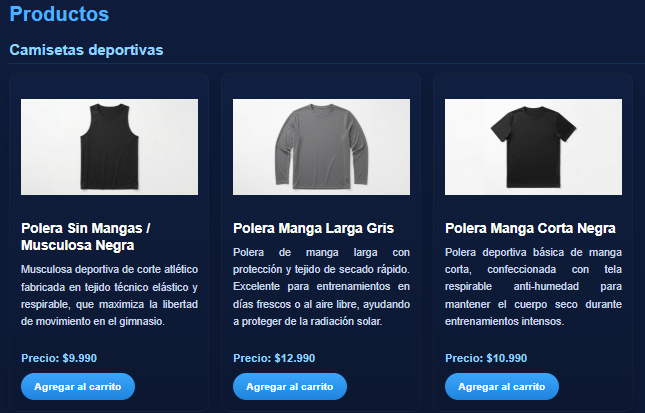 Productos
Camisetas deportivas
Polera Sin Mangas /
Musculosa Negra
Musculosa deportiva de corte atlético
fabricada en tejido técnico elástico y
respirable, que maximiza la libertad
de movimiento en el gimnasio.
Precio: $9.990
Agregar al carrito
Polera Manga Larga Gris
Polera de manga larga con
protección y tejido de secado rápido.
Excelente para entrenamientos en
días frescos o al aire libre, ayudando
a proteger de la radiación solar.
Precio: $12.990
Agregar al carrito
Polera Manga Corta Negra
Polera deportiva básica de manga
corta, confeccionada con tela
respirable anti-humedad para
mantener el cuerpo seco durante
entrenamientos intensos.
Precio: $10.990
Agregar al carrito